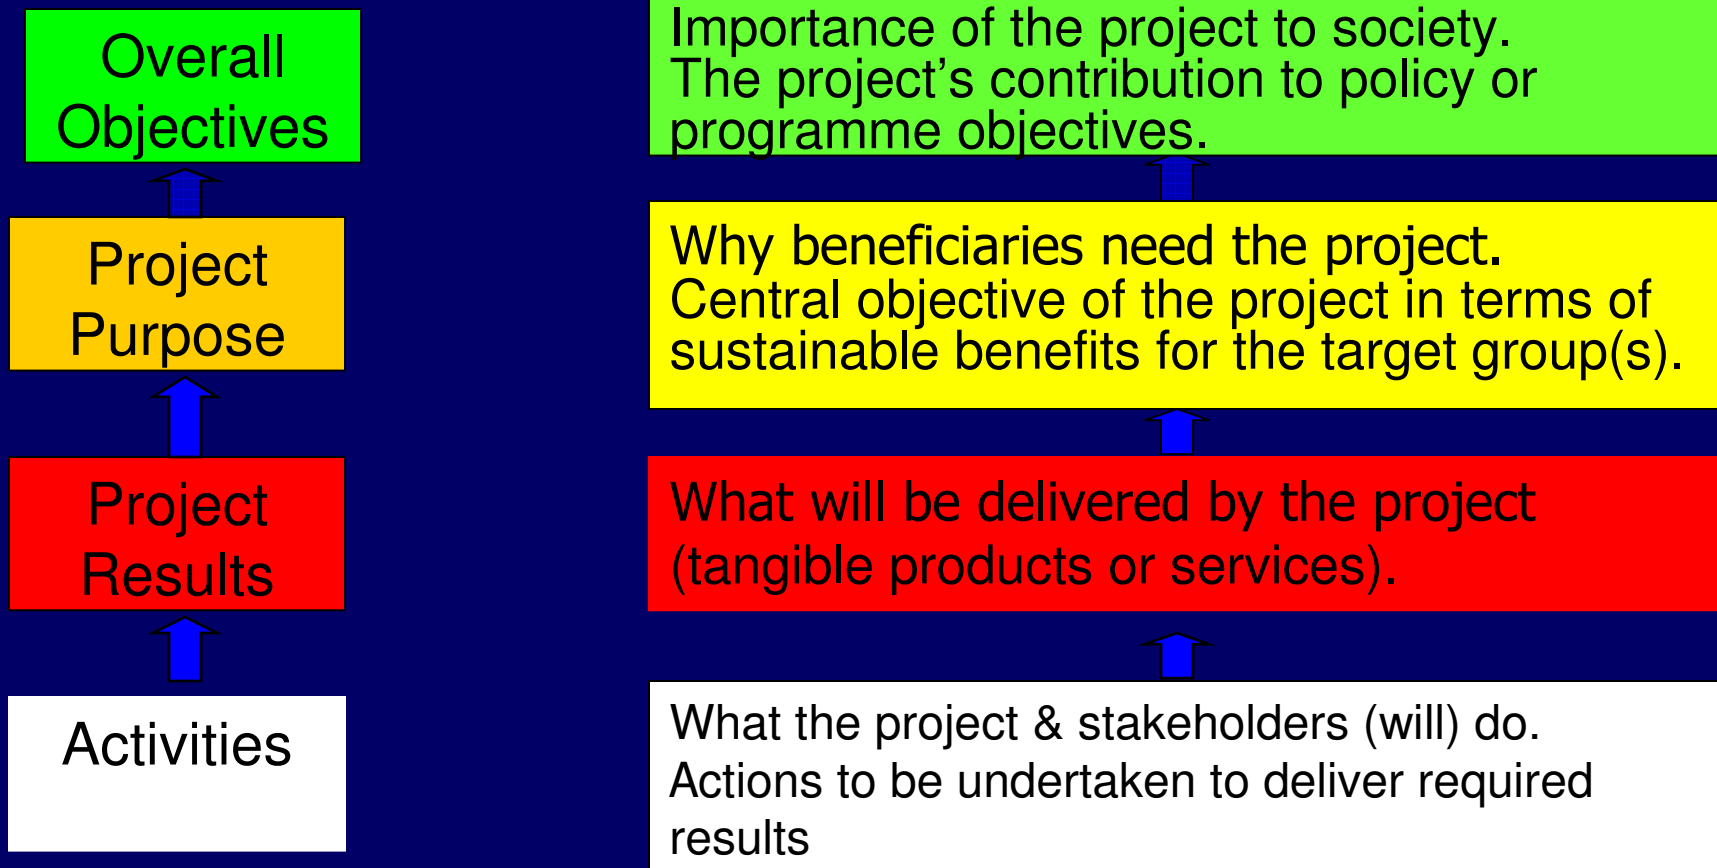 Overall
Objectives
Importance of the project to society.
The project’s contribution to policy or
programme objectives.
Project
Purpose
Why beneficiaries need the project.
Central objective of the project in terms of
sustainable benefits for the target group(s).
Project
Results
What will be delivered by the project
(tangible products or services).
Activities
What the project & stakeholders (will) do.
Actions to be undertaken to deliver required
results